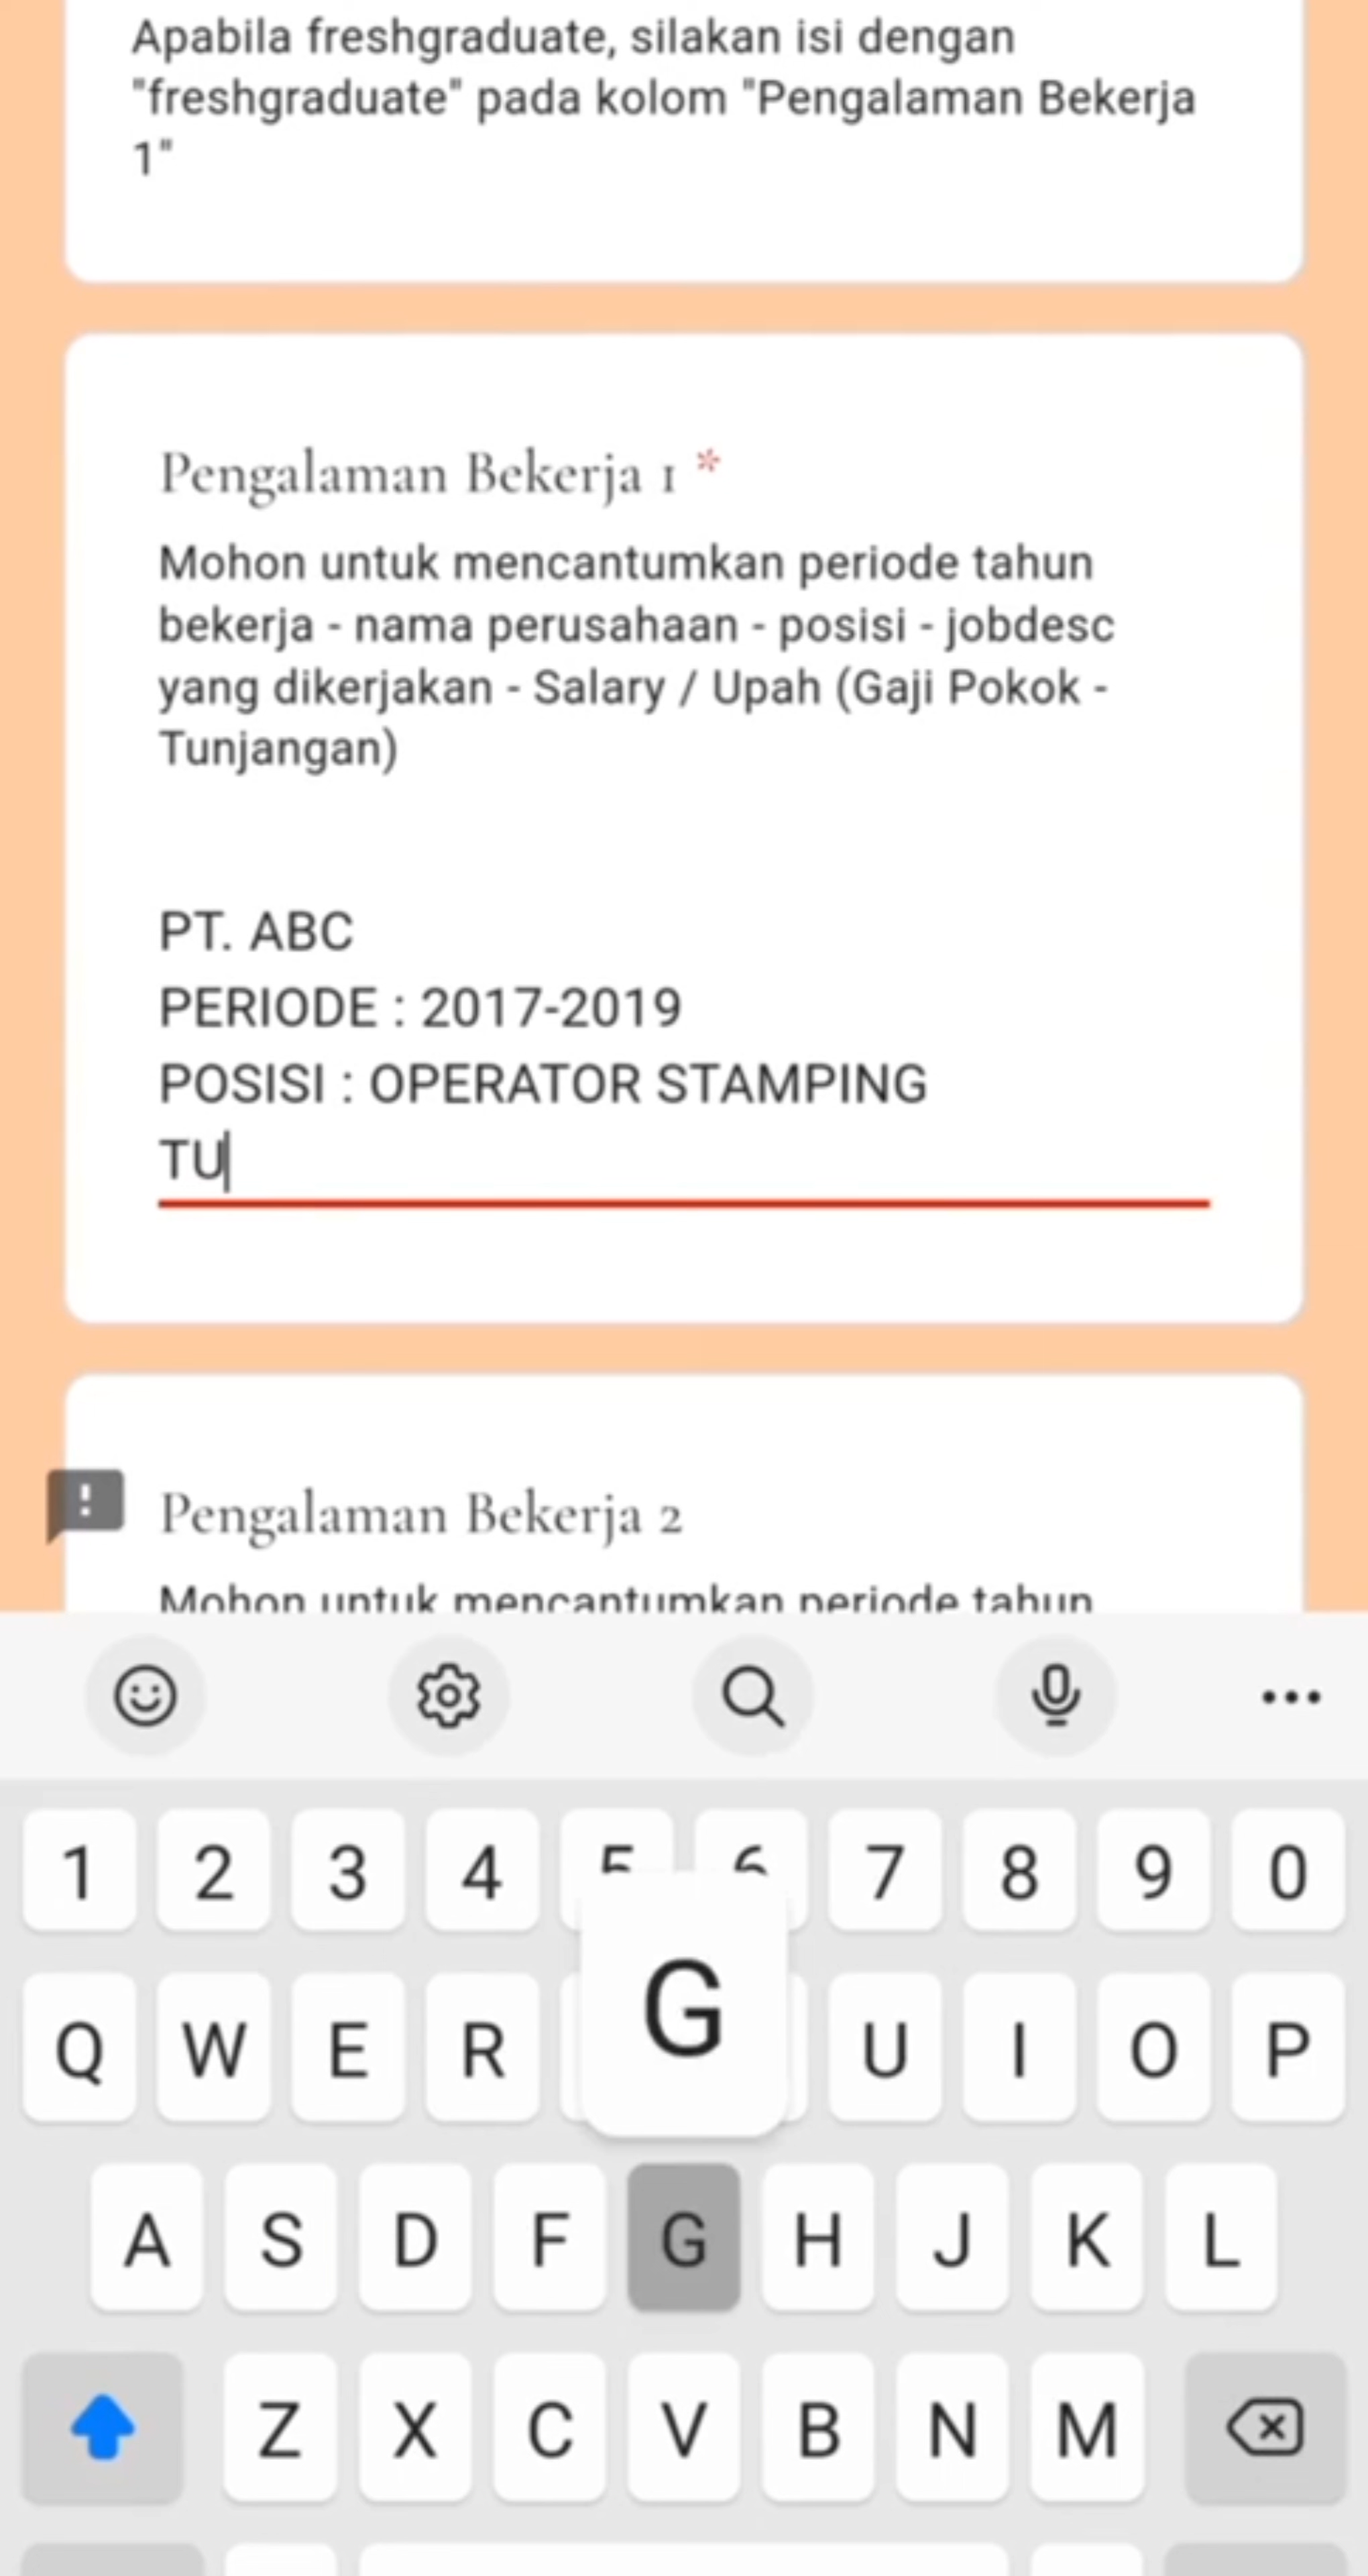 Apabila freshgraduate, silakan isi dengan
"freshgraduate" pada kolom "Pengalaman Bekerja
1"
Pengalaman Bekerja 1 *
Mohon untuk mencantumkan periode tahun
bekerja - nama perusahaan - posisi - jobdesc
yang dikerjakan - Salary / Upah (Gaji Pokok -
Tunjangan)
PT. ABC
PERIODE : 2017-2019
POSISI : OPERATOR STAMPING
TU
Pengalaman Bekerja 2
Mohon untuk mencantumkan periode tahun
1 2 3 4 5 6 7 8 9 0
Q W E R G U I O P
A S D F G H J K L
Z X C V B N M